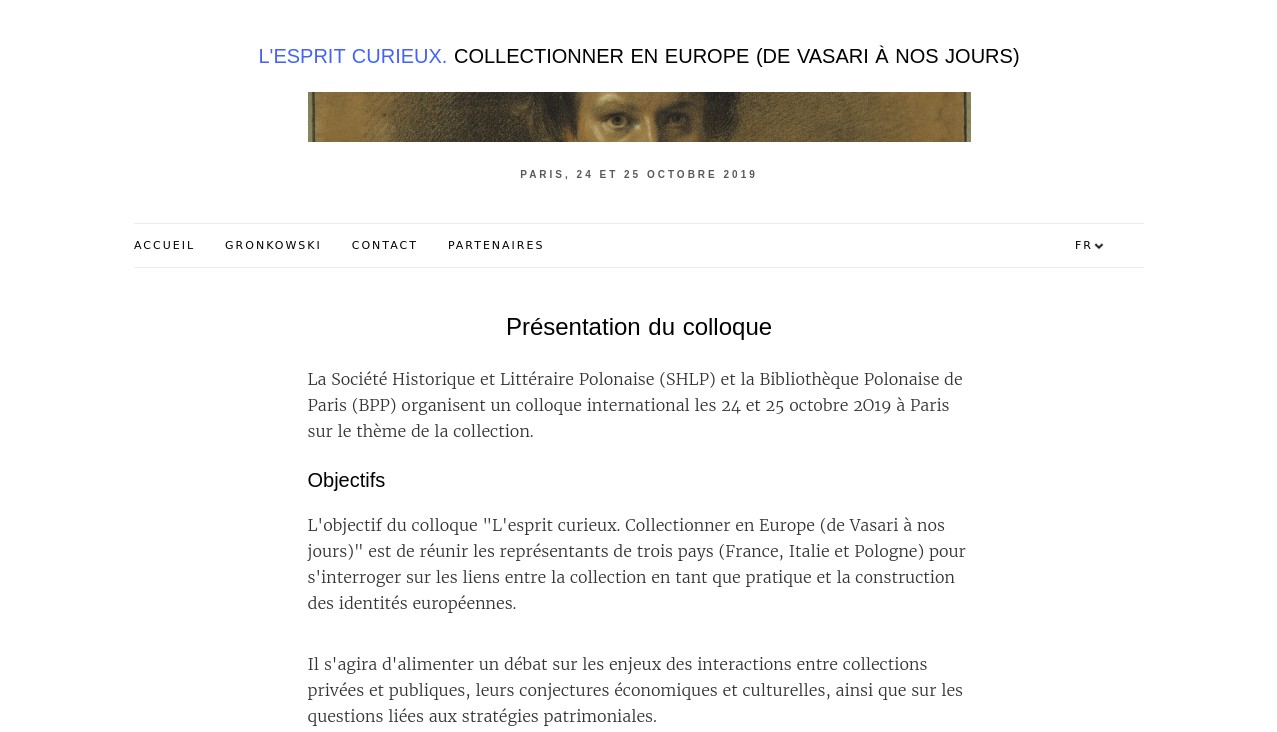 L'ESPRIT CURIEUX. COLLECTIONNER EN EUROPE (DE VASARI À NOS JOURS)
PARIS, 24 ET 25 OCTOBRE 2019
ACCUEIL GRONKOWSKI CONTACT PARTENAIRES FR
Présentation du colloque
La Société Historique et Littéraire Polonaise (SHLP) et la Bibliothèque Polonaise de
Paris (BPP) organisent un colloque international les 24 et 25 octobre 2O19 à Paris
sur le thème de la collection.
Objectifs
L'objectif du colloque "L'esprit curieux. Collectionner en Europe (de Vasari à nos
jours)" est de réunir les représentants de trois pays (France, Italie et Pologne) pour
s'interroger sur les liens entre la collection en tant que pratique et la construction
des identités européennes.
Il s'agira d'alimenter un débat sur les enjeux des interactions entre collections
privées et publiques, leurs conjectures économiques et culturelles, ainsi que sur les
questions liées aux stratégies patrimoniales.